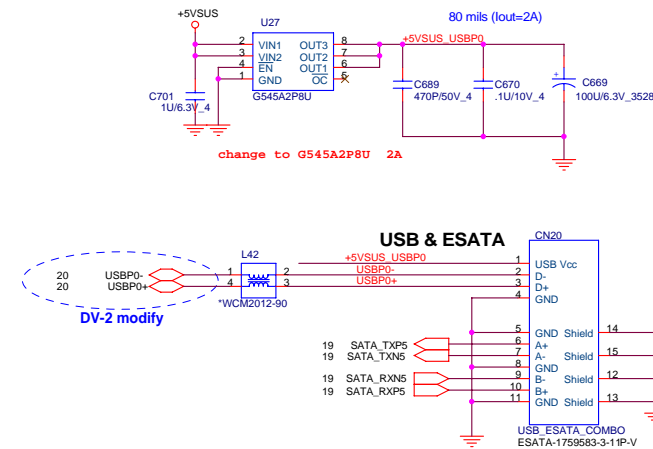 +5VSUS
U27
80 mils (Iout=2A)
2 VIN1 OUT3 8
3 VIN2 OUT2 7
4 EN OUT1 6
1 GND OC 5
G545A2P8U
+5VSUS_USBP0
C701
1U/6.3V_4
C689
470P/50V_4
C670
.1U/10V_4
+
C669
100U/6.3V_3528
change to G545A2P8U 2A
USB & ESATA
CN20
L42
20 USBP0- 1 2
20 USBP0+ 4 3
*WCM2012-90
DV-2 modify
+5VSUS_USBP0 1 USB Vcc
USBP0- 2 D-
USBP0+ 3 D+
4 GND
5 GND Shield 14
19 SATA_TXP5 6 A+
19 SATA_TXN5 7 A- Shield 15
8 GND
19 SATA_RXN5 9 B- Shield 12
19 SATA_RXP5 10 B+
11 GND Shield 13
USB_ESATA_COMBO
ESATA-1759583-3-11P-V